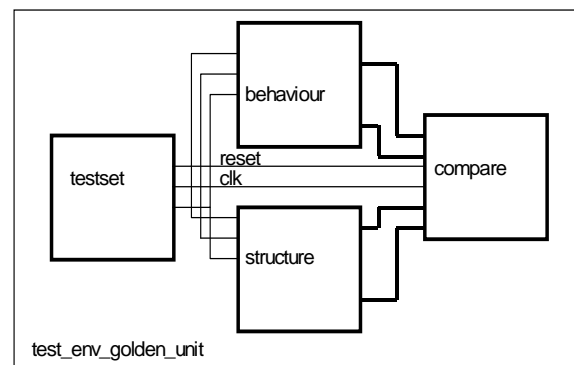 behaviour
reset
testset
clk
compare
structure
test_env_golden_unit